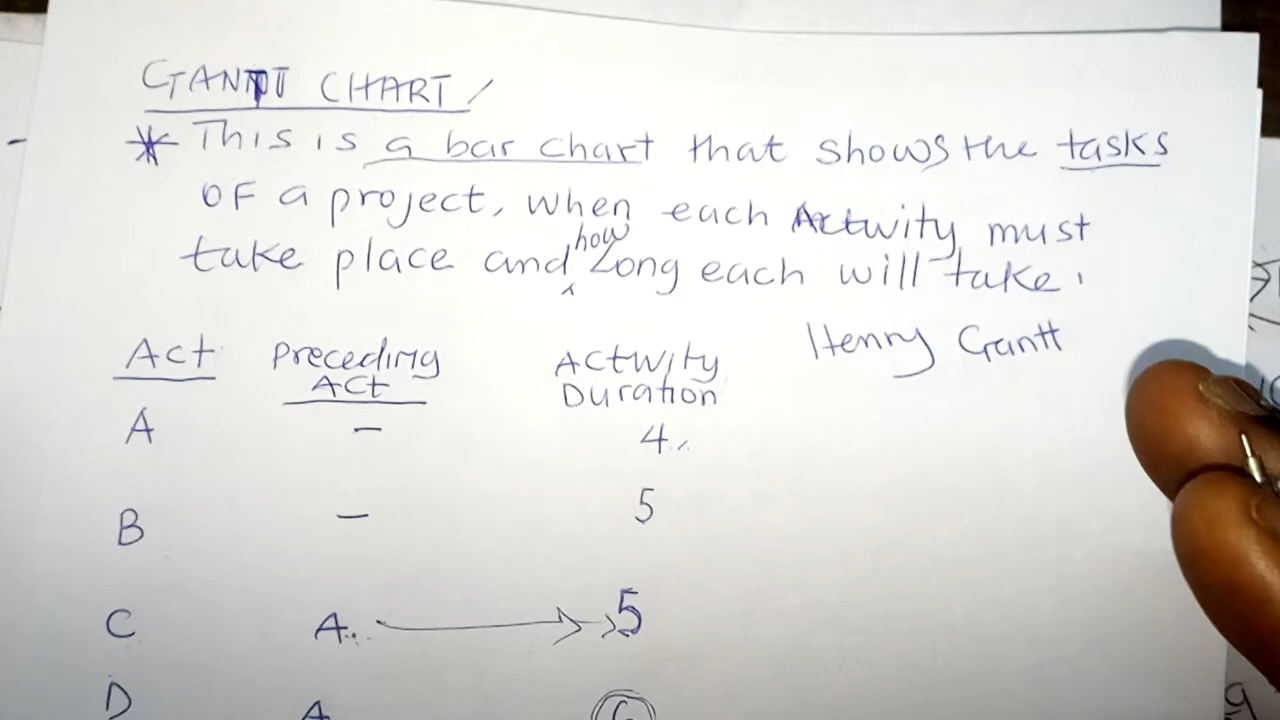 GANTT CHART
* This is a bar chart that shows the tasks
of a project, when each Activity must
take place and how long each will take.
Henry Gantt
Act Preceding Act Activity Duration
A - 4
B - 5
C A 5
D A 6